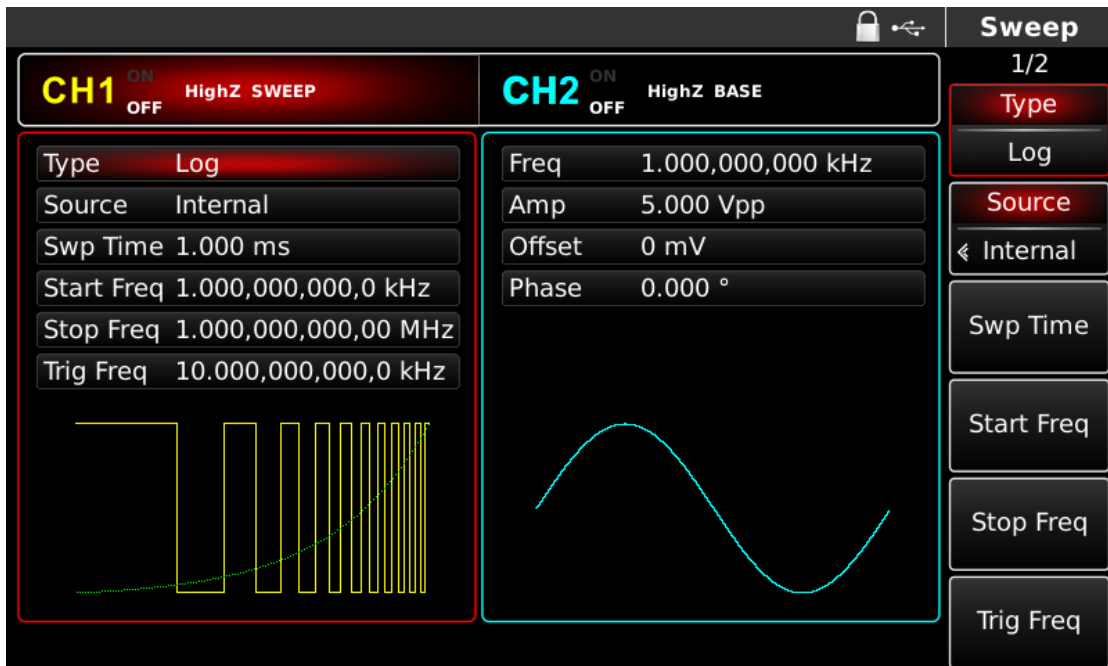 Sweep
1/2
CH1 ON OFF HighZ SWEEP
CH2 ON OFF HighZ BASE
Type Log
Source Internal
Swp Time 1.000 ms
Start Freq 1.000,000,000,0 kHz
Stop Freq 1.000,000,000,00 MHz
Trig Freq 10.000,000,000,0 kHz
Freq 1.000,000,000 kHz
Amp 5.000 Vpp
Offset 0 mV
Phase 0.000 °
Type
Log
Source
Internal
Swp Time
Start Freq
Stop Freq
Trig Freq